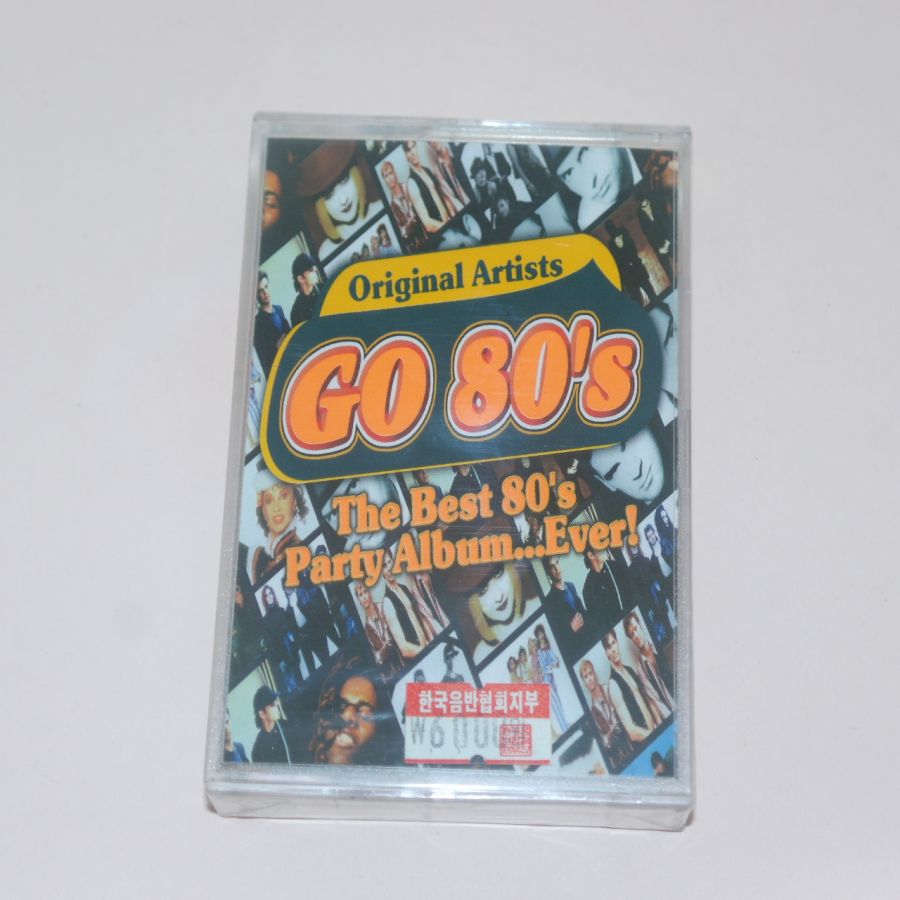 Original Artists
GO 80's
The Best 80's
Party Album...Ever!
한국음반협회지부